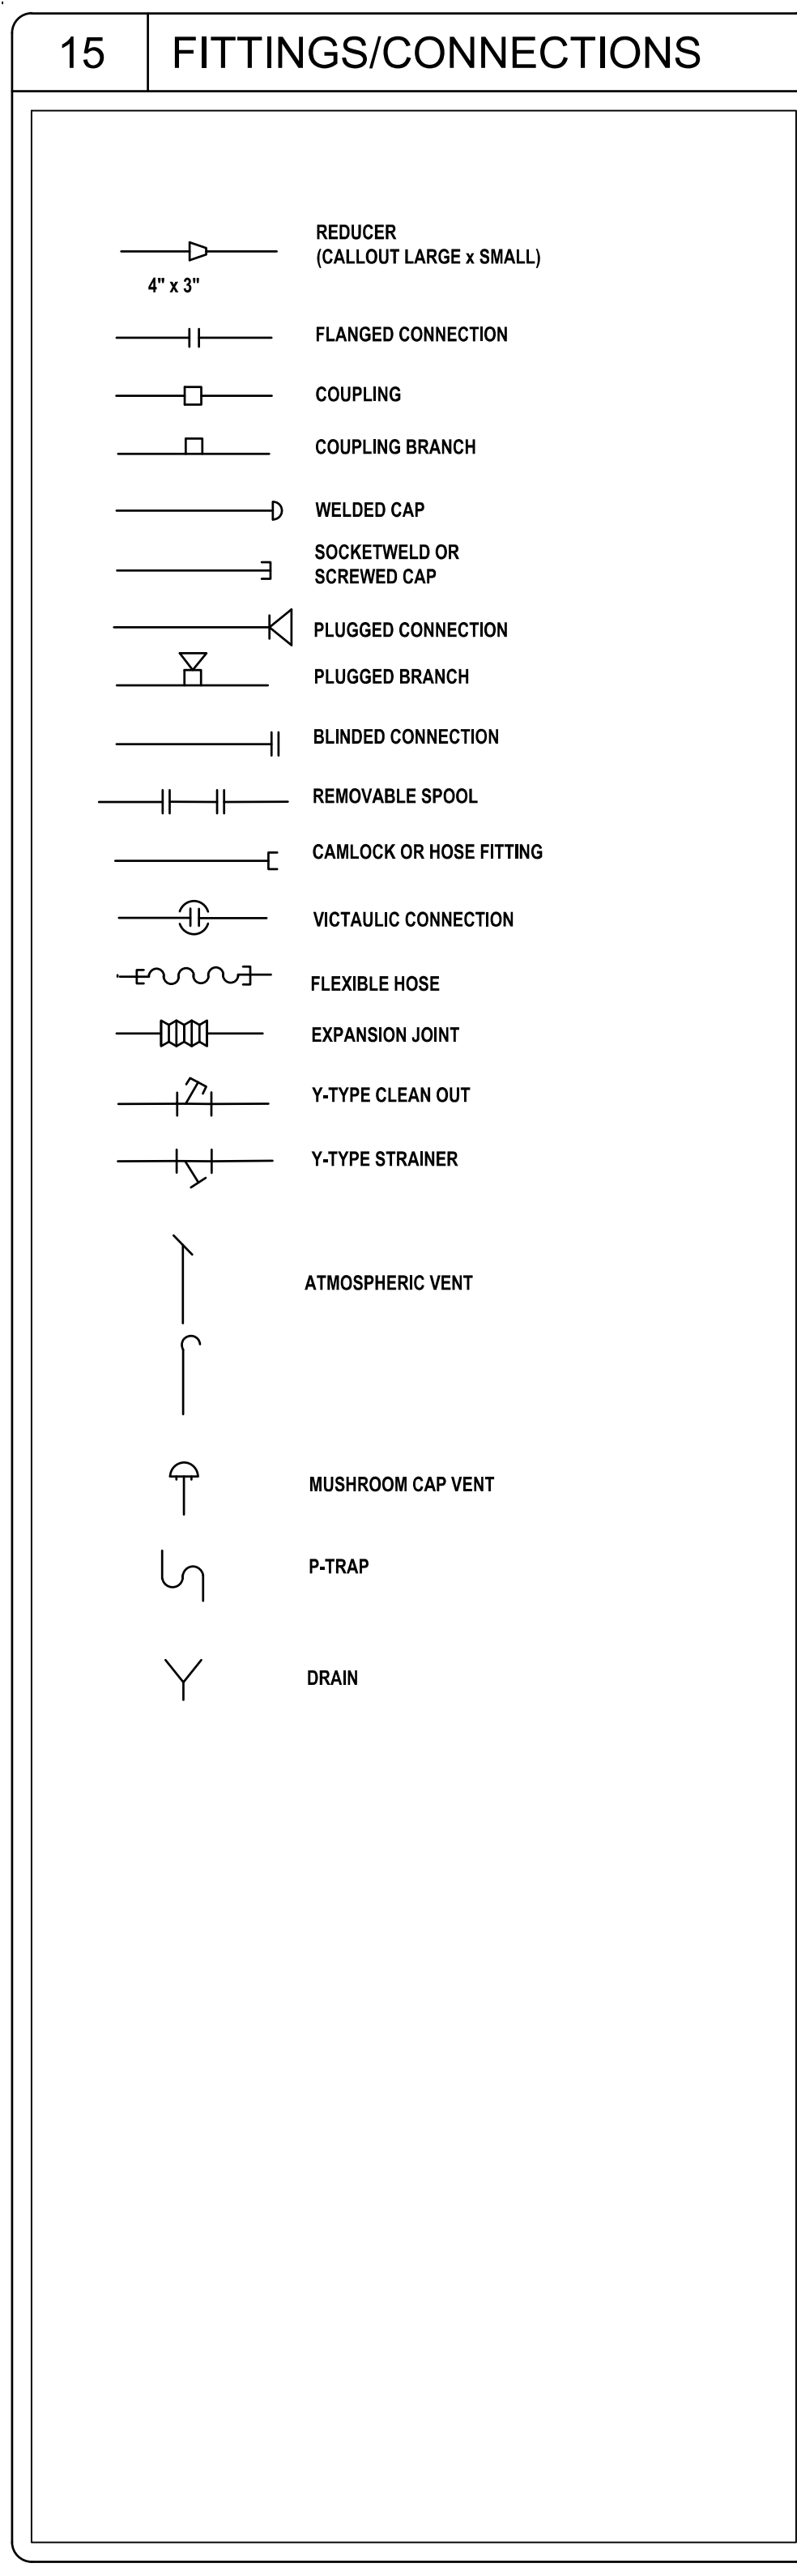 15 FITTINGS/CONNECTIONS
REDUCER
(CALLOUT LARGE x SMALL)
4" x 3"
FLANGED CONNECTION
COUPLING
COUPLING BRANCH
WELDED CAP
SOCKETWELD OR
SCREWED CAP
PLUGGED CONNECTION
PLUGGED BRANCH
BLINDED CONNECTION
REMOVABLE SPOOL
CAMLOCK OR HOSE FITTING
VICTAULIC CONNECTION
FLEXIBLE HOSE
EXPANSION JOINT
Y-TYPE CLEAN OUT
Y-TYPE STRAINER
ATMOSPHERIC VENT
MUSHROOM CAP VENT
P-TRAP
DRAIN